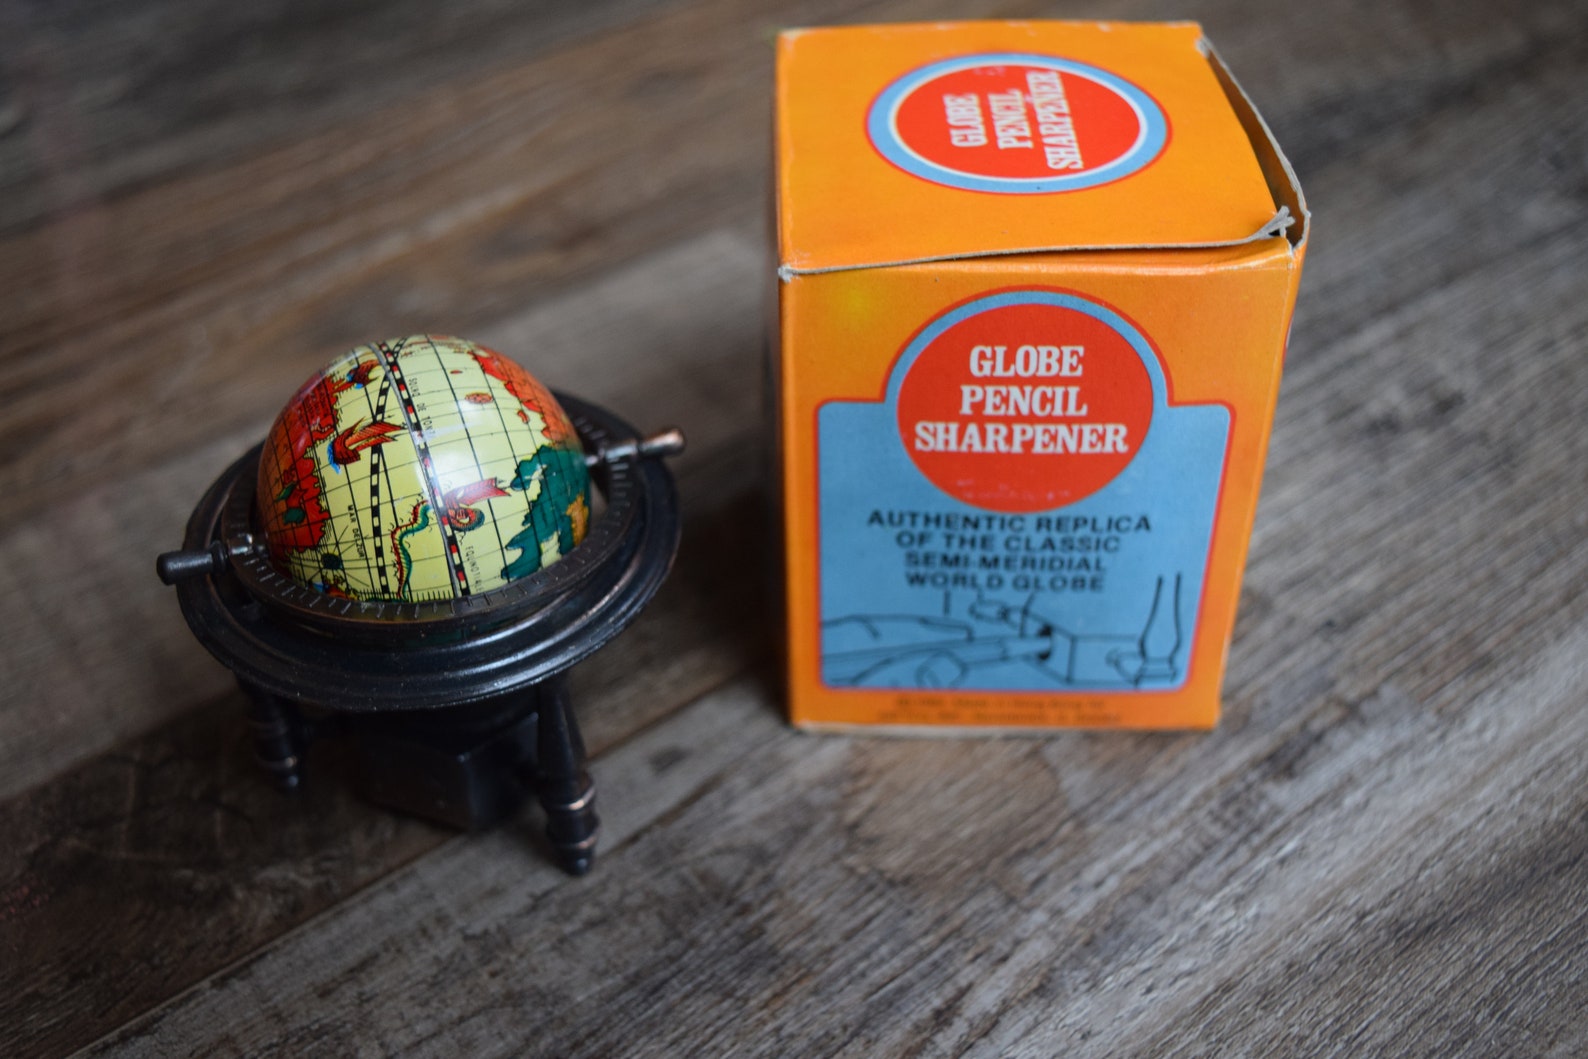 GLOBE
PENCIL
SHARPENER
GLOBE
PENCIL
SHARPENER
AUTHENTIC REPLICA
OF THE CLASSIC
SEMI-MERIDIAL
WORLD GLOBE